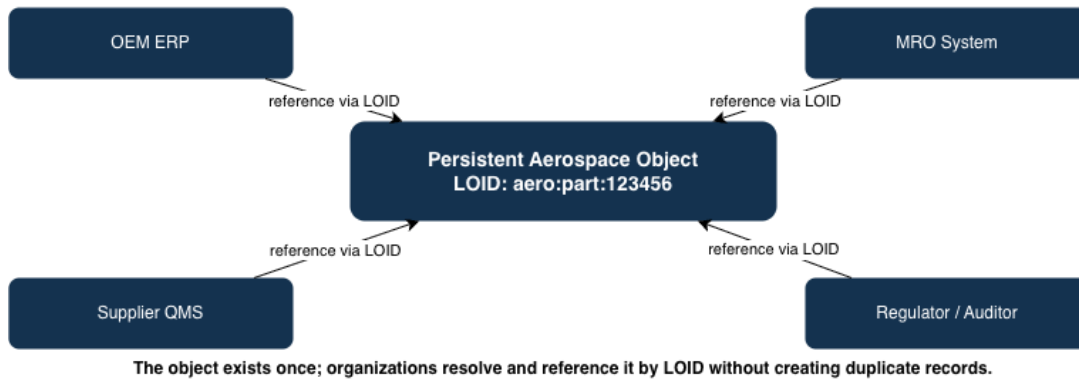 OEM ERP
MRO System
reference via LOID
reference via LOID
Persistent Aerospace Object
LOID: aero:part:123456
reference via LOID
reference via LOID
Supplier QMS
Regulator / Auditor
The object exists once; organizations resolve and reference it by LOID without creating duplicate records.